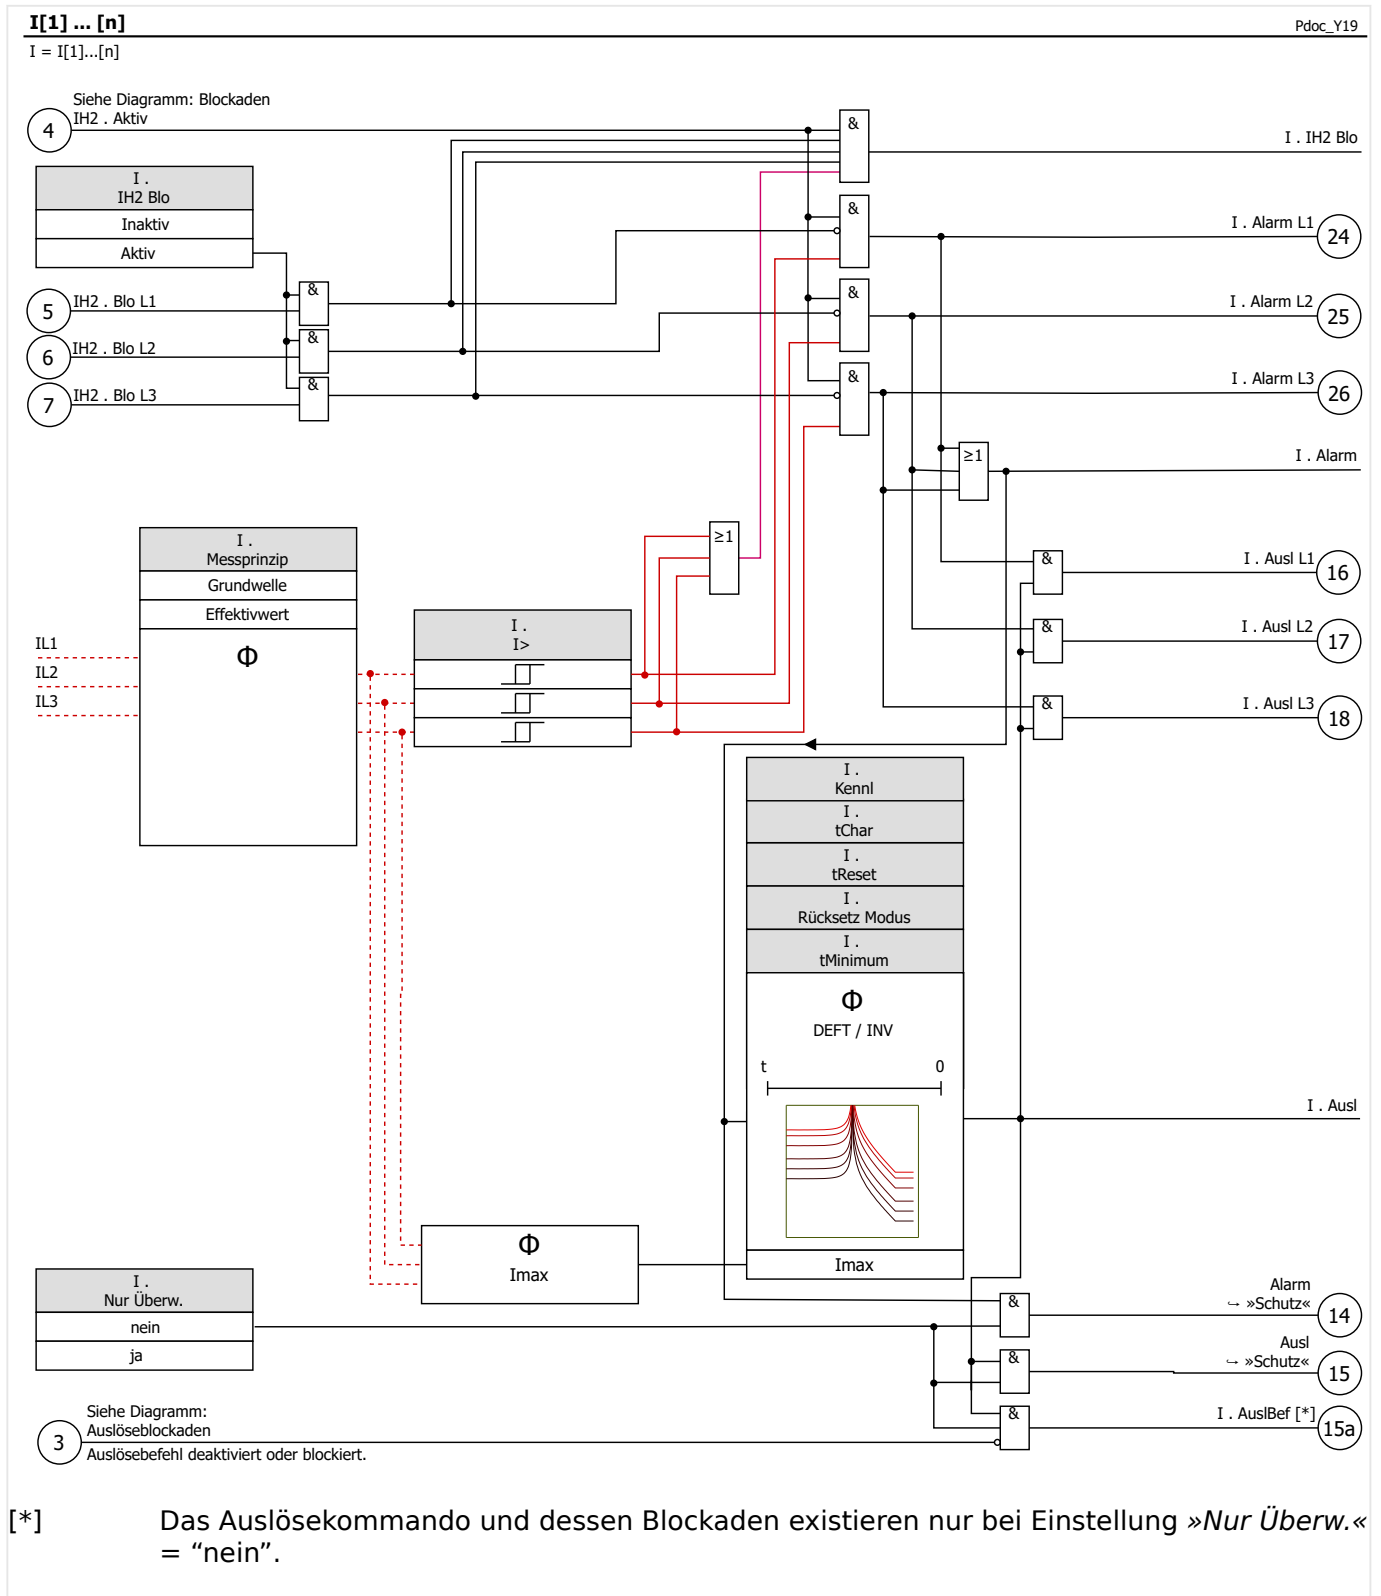 I[1] ... [n]
Pdoc_Y19
I = I[1]...[n]
Siehe Diagramm: Blockaden
4
IH2 . Aktiv
&
I . IH2 Blo
I .
IH2 Blo
Inaktiv
Aktiv
&
I . Alarm L1
24
5
IH2 . Blo L1
&
&
I . Alarm L2
25
6
IH2 . Blo L2
&
7
IH2 . Blo L3
&
&
I . Alarm L3
26
≥1
I . Alarm
I .
Messprinzip
Grundwelle
Effektivwert
Φ
IL1
IL2
IL3
≥1
I .
I>
&
I . Ausl L1
16
&
I . Ausl L2
17
&
I . Ausl L3
18
I .
Kennl
I .
tChar
I .
tReset
I .
Rücksetz Modus
I .
tMinimum
Φ
DEFT / INV
t
0
I . Ausl
Imax
Φ
Imax
I .
Nur Überw.
nein
ja
&
Alarm
↪ »Schutz«
14
&
Ausl
↪ »Schutz«
15
Siehe Diagramm:
Auslöseblockaden
3
Auslösebefehl deaktiviert oder blockiert.
&
I . AuslBef [*]
15a
[*] Das Auslösekommando und dessen Blockaden existieren nur bei Einstellung »Nur Überw.«
= “nein”.